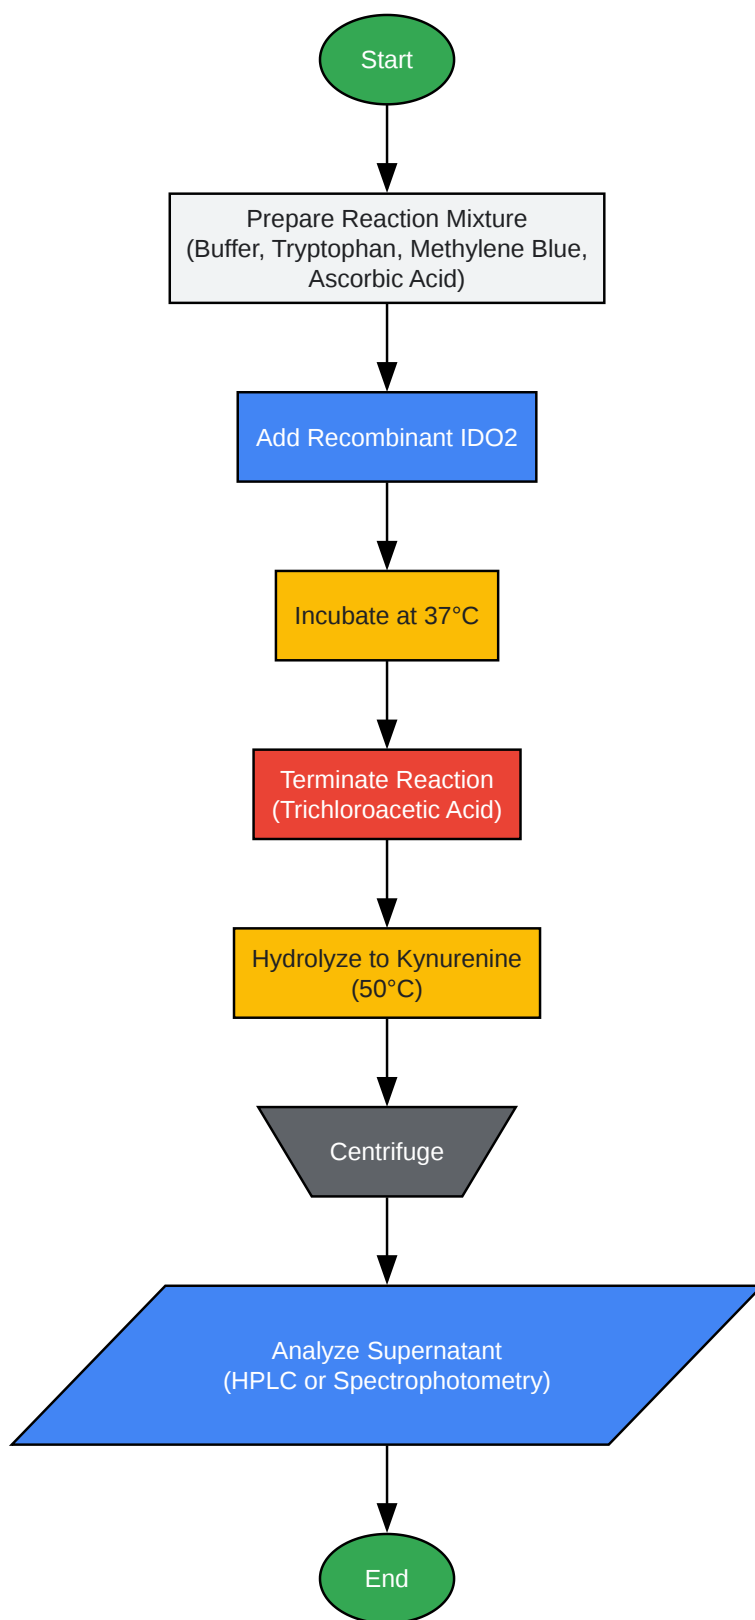 Start
Prepare Reaction Mixture
(Buffer, Tryptophan, Methylene Blue,
Ascorbic Acid)
Add Recombinant IDO2
Incubate at 37°C
Terminate Reaction
(Trichloroacetic Acid)
Hydrolyze to Kynurenine
(50°C)
Centrifuge
Analyze Supernatant
(HPLC or Spectrophotometry)
End